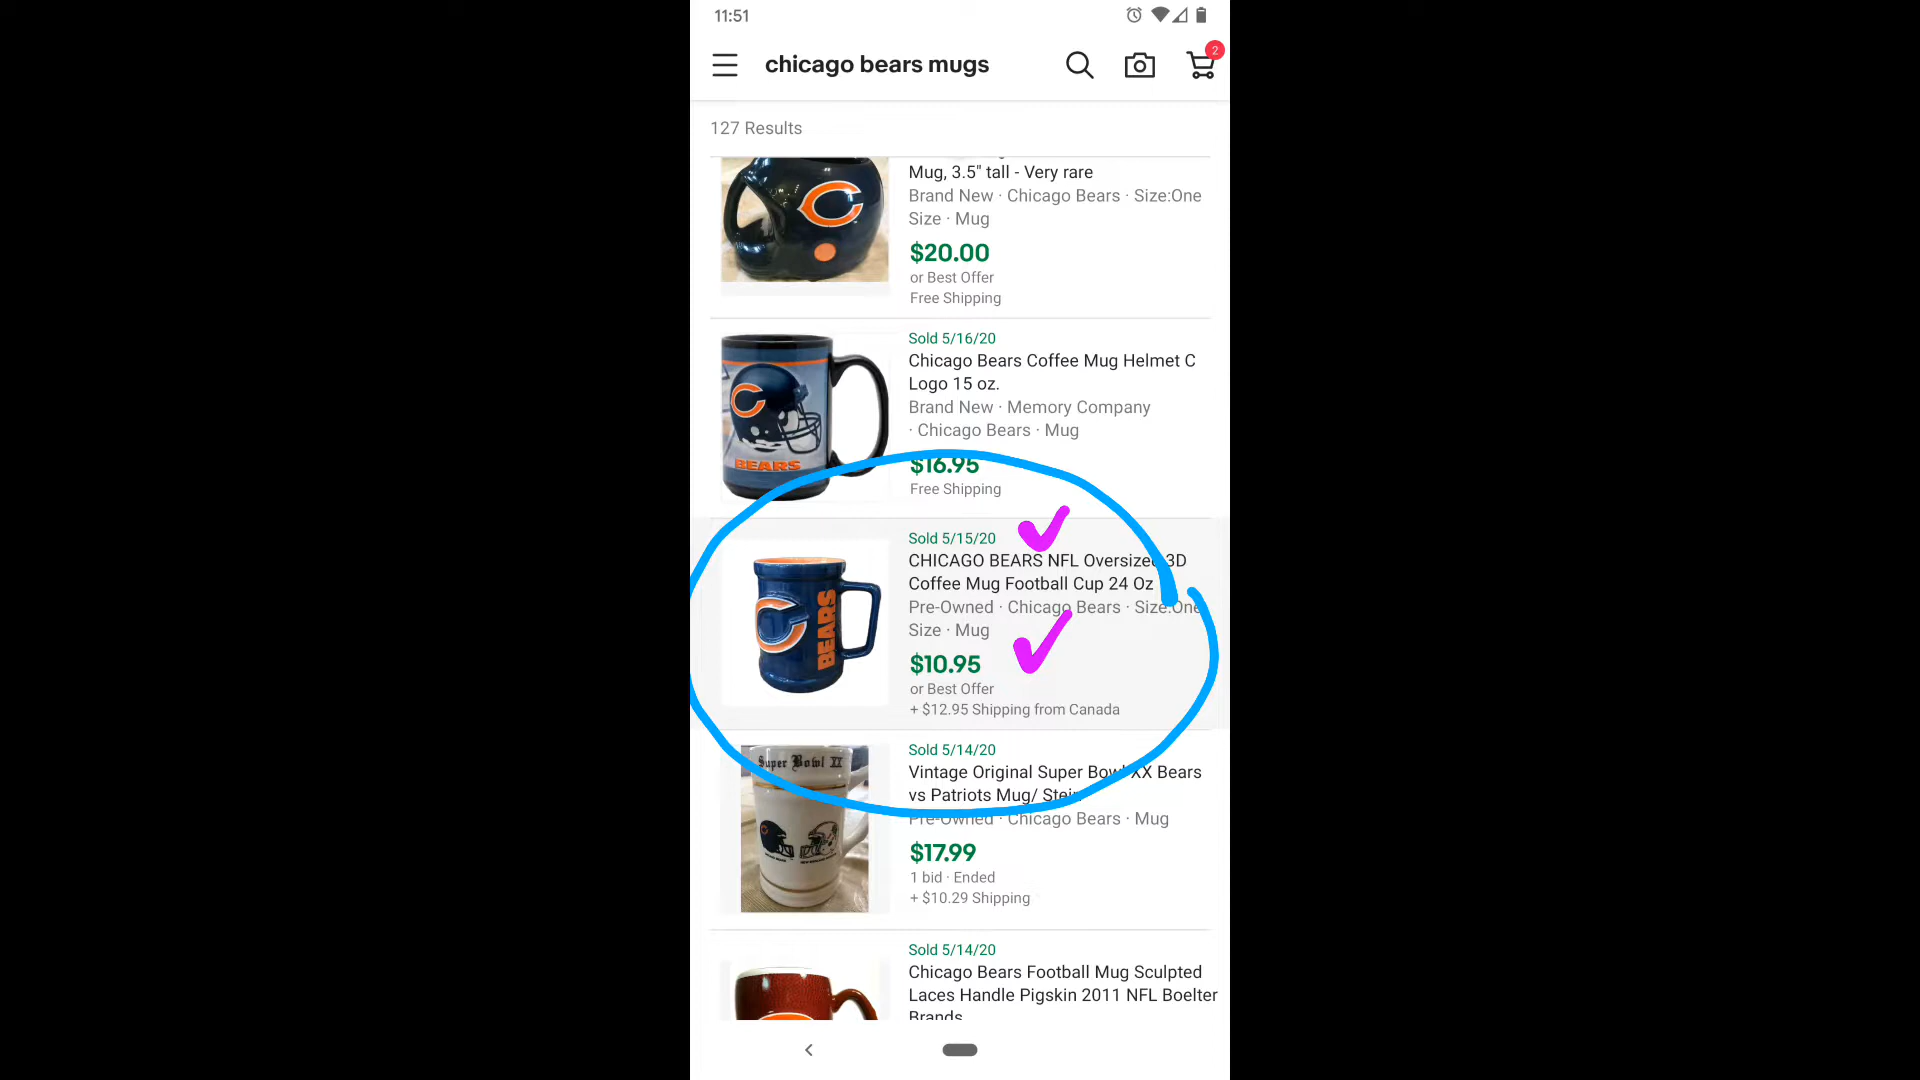 11:51
chicago bears mugs
2
127 Results
Mug, 3.5" tall - Very rare
Brand New · Chicago Bears · Size:One
Size · Mug
$20.00
or Best Offer
Free Shipping
Sold 5/16/20
Chicago Bears Coffee Mug Helmet C
Logo 15 oz.
Brand New · Memory Company
· Chicago Bears · Mug
$16.95
Free Shipping
BEARS
Sold 5/15/20
CHICAGO BEARS NFL Oversized 3D
Coffee Mug Football Cup 24 Oz
Pre-Owned · Chicago Bears · Size:One
Size · Mug
$10.95
or Best Offer
+ $12.95 Shipping from Canada
BEARS
Sold 5/14/20
Vintage Original Super Bowl XX Bears
vs Patriots Mug/ Stein
Pre-Owned · Chicago Bears · Mug
$17.99
1 bid · Ended
+ $10.29 Shipping
Super Bowl XX
Sold 5/14/20
Chicago Bears Football Mug Sculpted
Laces Handle Pigskin 2011 NFL Boelter
Brands